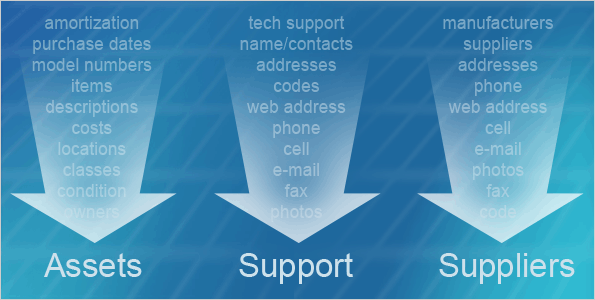 amortization
purchase dates
model numbers
items
descriptions
costs
locations
classes
condition
owners
Assets
tech support
name/contacts
addresses
codes
web address
phone
cell
e-mail
fax
photos
Support
manufacturers
suppliers
addresses
phone
web address
cell
e-mail
photos
fax
code
Suppliers